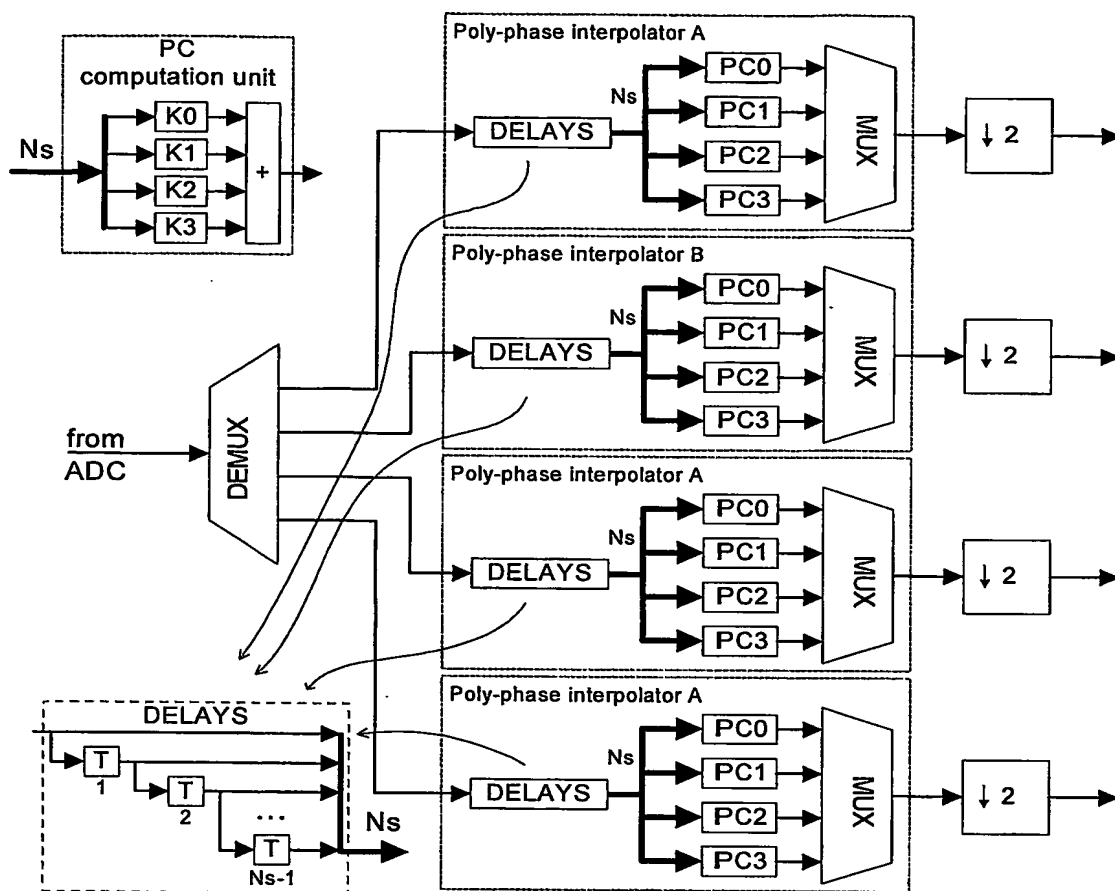 PC
computation unit
Ns
K0
K1
K2
K3
+
from
ADC
DEMUX
Poly-phase interpolator A
DELAYS
Ns
PC0
PC1
PC2
PC3
MUX
↓ 2
Poly-phase interpolator B
DELAYS
Ns
PC0
PC1
PC2
PC3
MUX
↓ 2
Poly-phase interpolator A
DELAYS
Ns
PC0
PC1
PC2
PC3
MUX
↓ 2
Poly-phase interpolator A
DELAYS
Ns
PC0
PC1
PC2
PC3
MUX
↓ 2
DELAYS
T
1
T
2
...
T
Ns-1
Ns